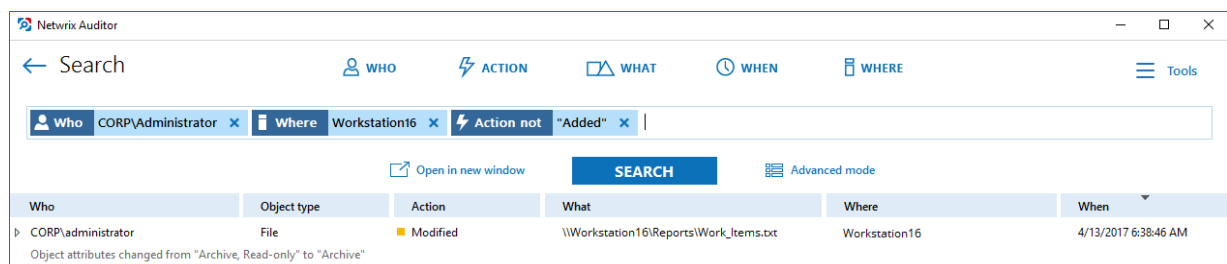 Netwrix Auditor
Search WHO ACTION WHAT WHEN WHERE Tools
Who CORP\Administrator Where Workstation16 Action not "Added"
Open in new window SEARCH Advanced mode
Who Object type Action What Where When
CORP\administrator File Modified \\Workstation16\Reports\Work_Items.txt Workstation16 4/13/2017 6:38:46 AM
Object attributes changed from "Archive, Read-only" to "Archive"